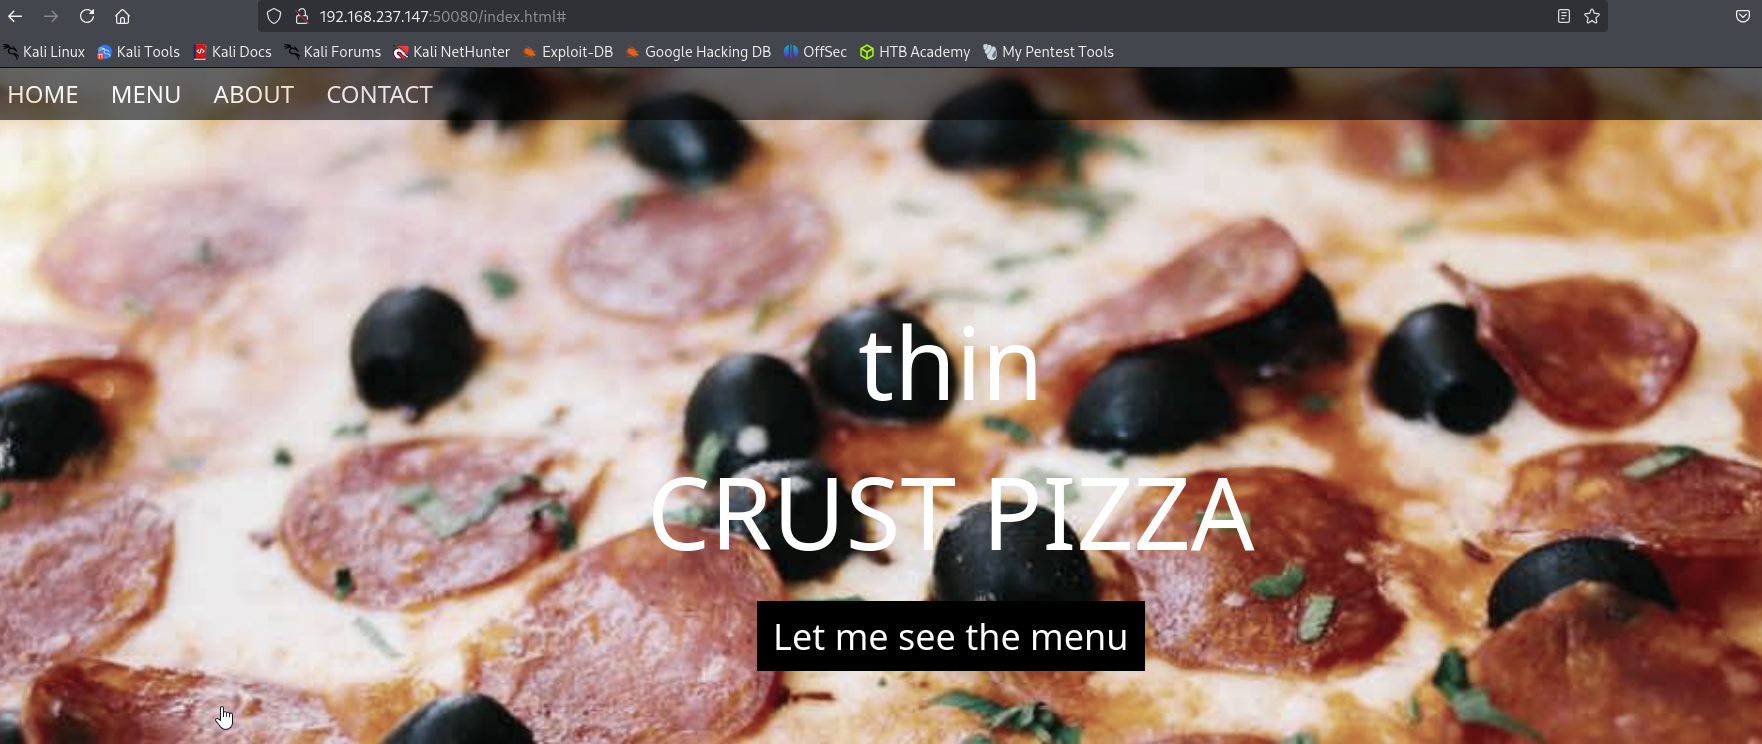 192.168.237.147:50080/index.html#
Kali Linux Kali Tools Kali Docs Kali Forums Kali NetHunter Exploit-DB Google Hacking DB OffSec HTB Academy My Pentest Tools
HOME MENU ABOUT CONTACT
thin
CRUST PIZZA
Let me see the menu